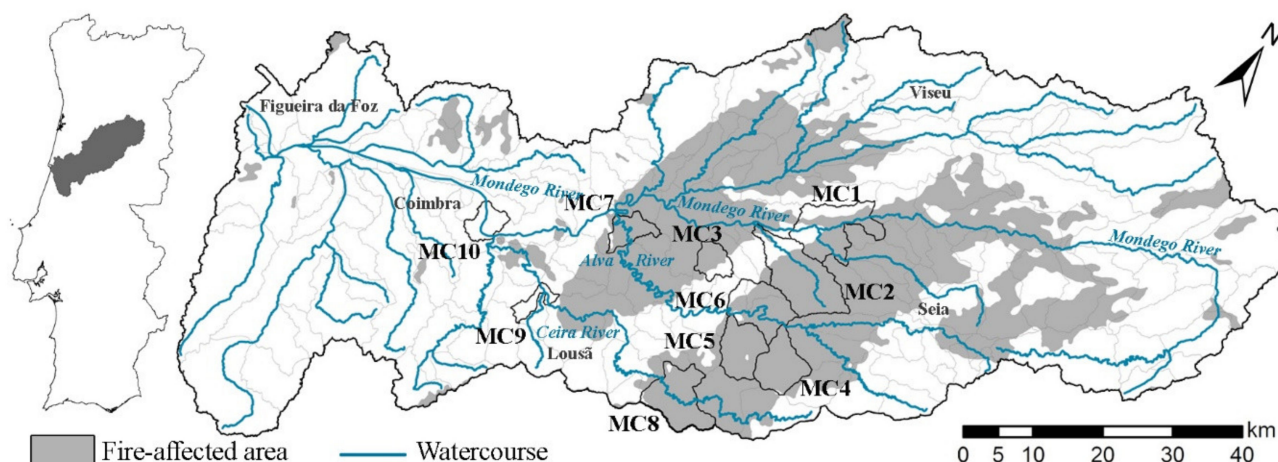 N
Figueira da Foz
Viseu
Mondego River
MC7
MC1
Coimbra
Mondego River
MC10
MC3
Mondego River
Alva River
MC6
MC2
Seia
MC9
Ceira River
MC5
Lousã
MC4
MC8
Fire-affected area
Watercourse
km
0 5 10 20 30 40